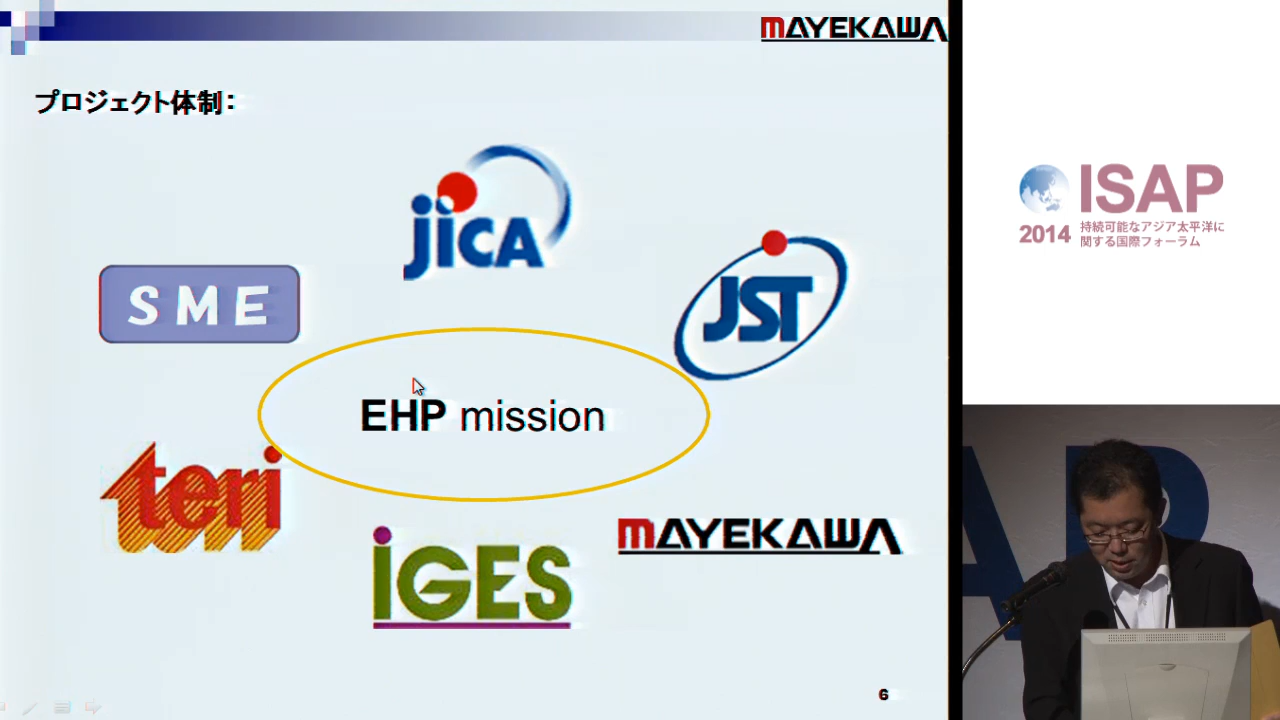 MAYEKAWA
プロジェクト体制：
jica
JST
SME
EHP mission
teri
iGES
MAYEKAWA
6
ISAP
2014 持続可能なアジア太平洋に
関する国際フォーラム
AP